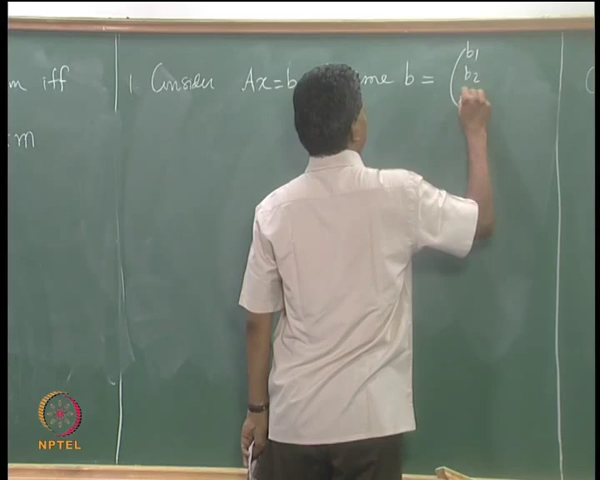 iff
m
1 Consider Ax=b me b = ( b1
b2
NPTEL